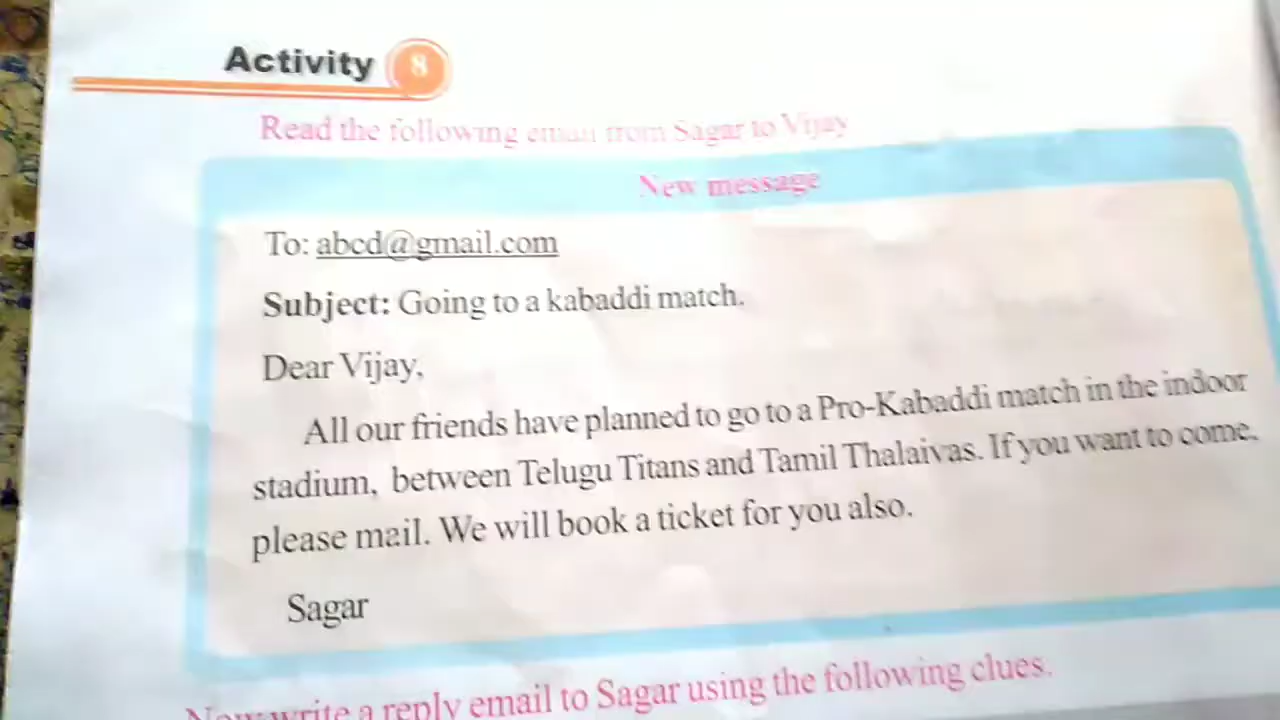 Activity 8
Read the following email from Sagar to Vijay
New message
To: abcd@gmail.com
Subject: Going to a kabaddi match.
Dear Vijay,
All our friends have planned to go to a Pro-Kabaddi match in the indoor
stadium, between Telugu Titans and Tamil Thalaivas. If you want to come,
please mail. We will book a ticket for you also.
Sagar
Now write a reply email to Sagar using the following clues.